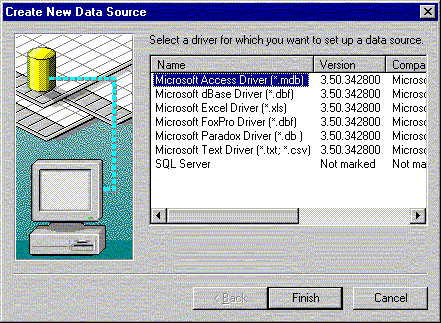 Create New Data Source
Select a driver for which you want to set up a data source.
Name Version Compa
Microsoft Access Driver (*.mdb) 3.50.342800 Microso
Microsoft dBase Driver (*.dbf) 3.50.342800 Microso
Microsoft Excel Driver (*.xls) 3.50.342800 Microso
Microsoft FoxPro Driver (*.dbf) 3.50.342800 Microso
Microsoft Paradox Driver (*.db ) 3.50.342800 Microso
Microsoft Text Driver (*.txt; *.csv) 3.50.342800 Microso
SQL Server Not marked Not ma
< Back Finish Cancel